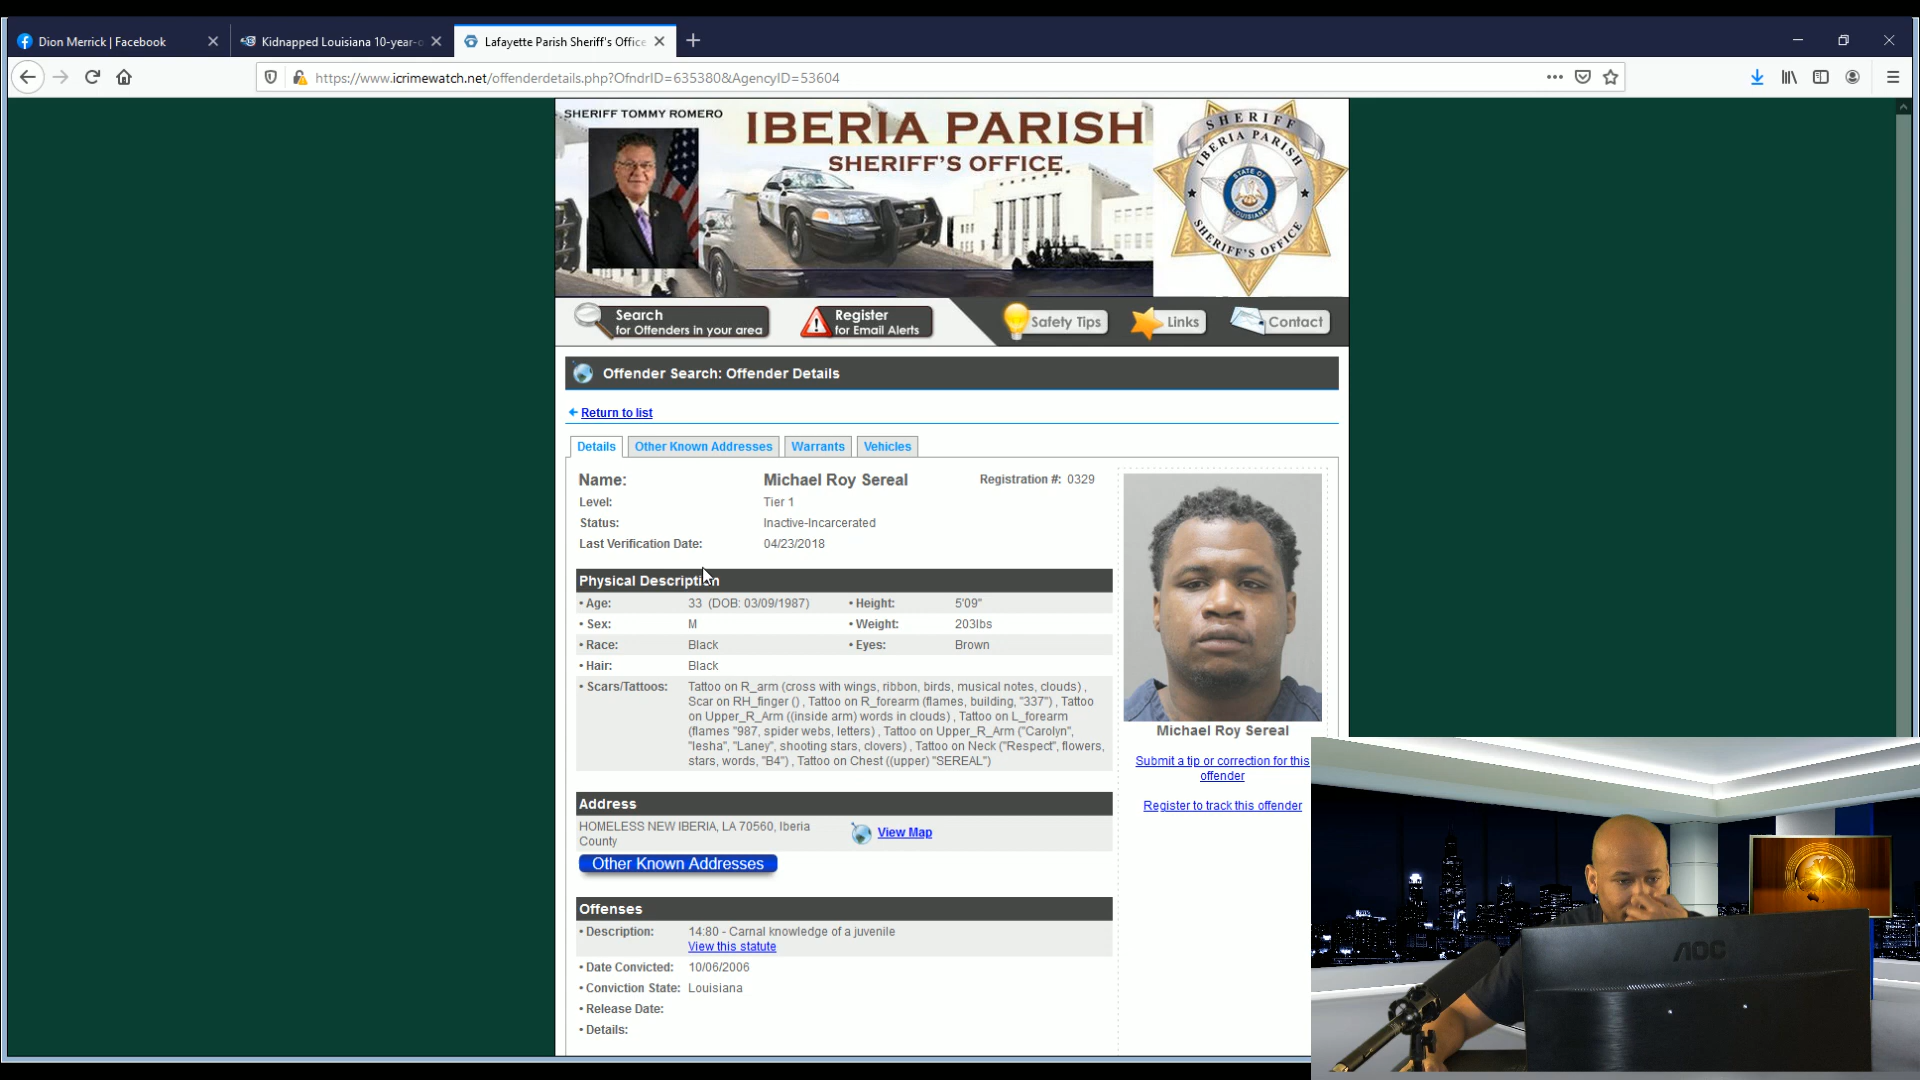 Dion Merrick | Facebook
Kidnapped Louisiana 10-year-o
Lafayette Parish Sheriff's Office
https://www.icrimewatch.net/offenderdetails.php?OfndrID=635380&AgencyID=53604
SHERIFF TOMMY ROMERO
IBERIA PARISH
SHERIFF'S OFFICE
SHERIFF
IBERIA PARISH
STATE OF
LOUISIANA
SHERIFF'S OFFICE
Search
for Offenders in your area
Register
for Email Alerts
Safety Tips
Links
Contact
Offender Search: Offender Details
Return to list
Details
Other Known Addresses
Warrants
Vehicles
Name: Michael Roy Sereal Registration #: 0329
Level: Tier 1
Status: Inactive-Incarcerated
Last Verification Date: 04/23/2018
Physical Description
• Age: 33 (DOB: 03/09/1987) • Height: 5'09"
• Sex: M • Weight: 203lbs
• Race: Black • Eyes: Brown
• Hair: Black
• Scars/Tattoos: Tattoo on R_arm (cross with wings, ribbon, birds, musical notes, clouds) ,
Scar on RH_finger () , Tattoo on R_forearm (flames, building, "337") , Tattoo
on Upper_R_Arm ((inside arm) words in clouds) , Tattoo on L_forearm
(flames "987, spider webs, letters) , Tattoo on Upper_R_Arm ("Carolyn",
"Iesha", "Laney", shooting stars, clovers) , Tattoo on Neck ("Respect", flowers,
stars, words, "B4") , Tattoo on Chest ((upper) "SEREAL")
Michael Roy Sereal
Submit a tip or correction for this
offender
Register to track this offender
Address
HOMELESS NEW IBERIA, LA 70560, Iberia
County
View Map
Other Known Addresses
Offenses
• Description: 14:80 - Carnal knowledge of a juvenile
View this statute
• Date Convicted: 10/06/2006
• Conviction State: Louisiana
• Release Date:
• Details:
AOC